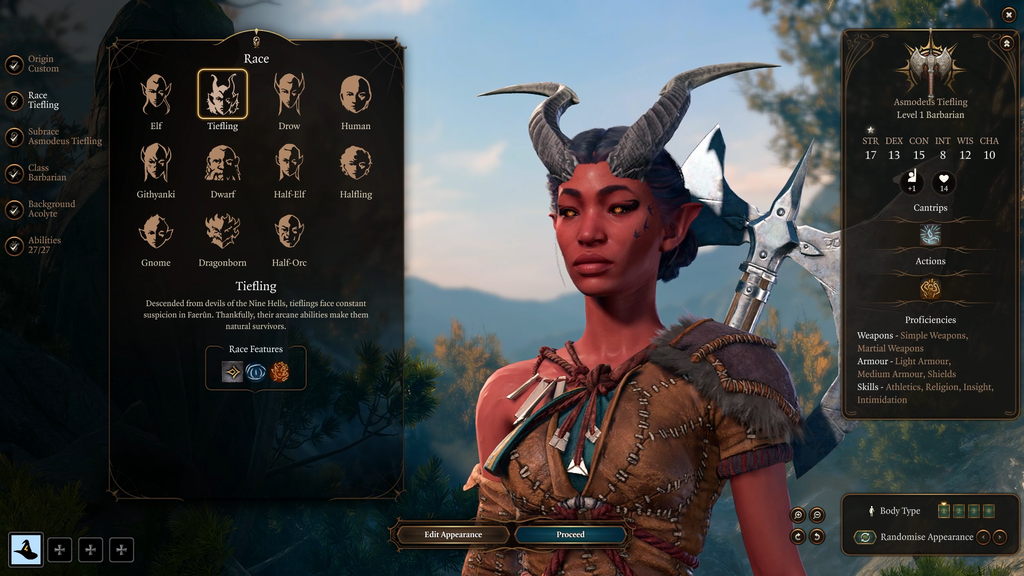 Origin
Custom
Race
Tiefling
Subrace
Asmodeus Tiefling
Class
Barbarian
Background
Acolyte
Abilities
27/27
Race
Elf
Tiefling
Drow
Human
Githyanki
Dwarf
Half-Elf
Halfling
Gnome
Dragonborn
Half-Orc
Tiefling
Descended from devils of the Nine Hells, tieflings face constant
suspicion in Faerûn. Thankfully, their arcane abilities make them
natural survivors.
Race Features
Edit Appearance
Proceed
Asmodeus Tiefling
Level 1 Barbarian
STR DEX CON INT WIS CHA
17 13 15 8 12 10
+1 14
Cantrips
Actions
Proficiencies
Weapons - Simple Weapons,
Martial Weapons
Armour - Light Armour,
Medium Armour, Shields
Skills - Athletics, Religion, Insight,
Intimidation
Body Type
Randomise Appearance